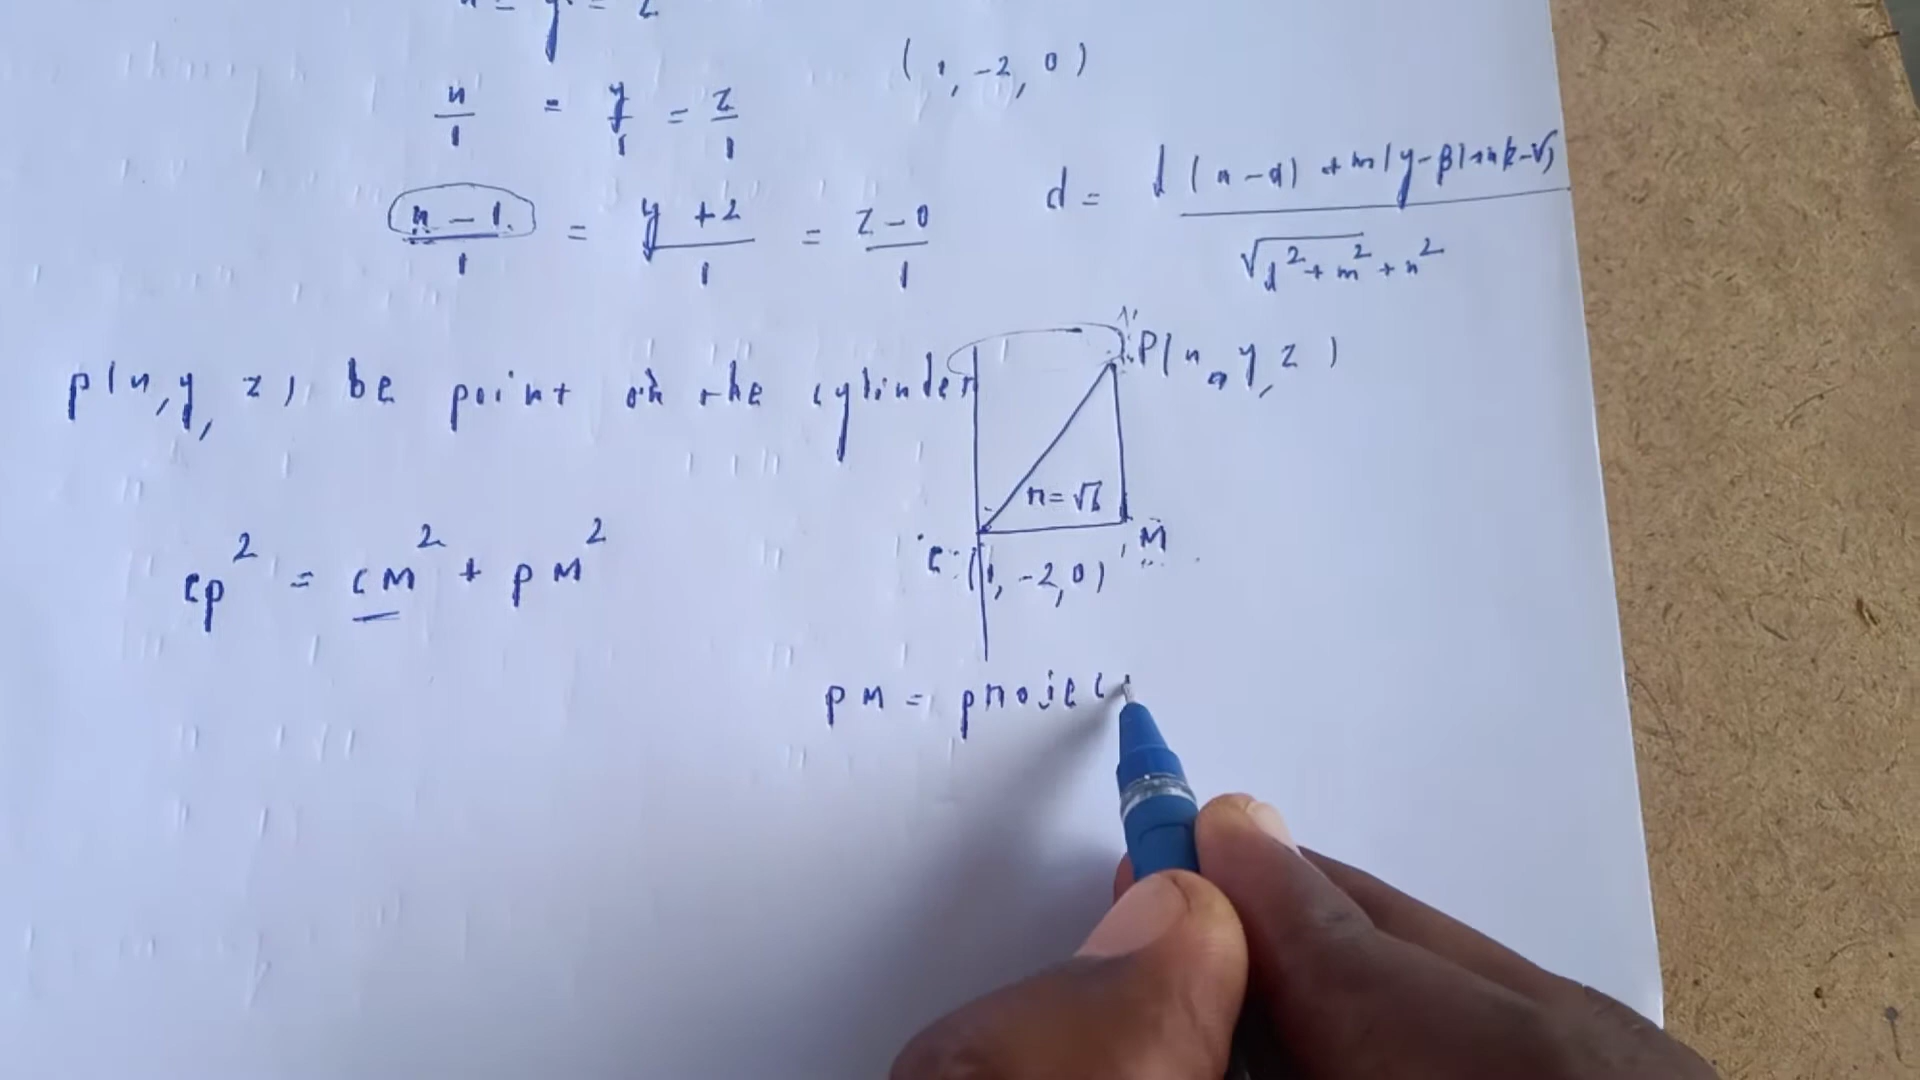 x = y = z
x/1 = y/1 = z/1
(1, -2, 0)
x - 1/1 = y + 2/1 = z - 0/1
d = l(x - α) + m(y - β) + n(z - γ) / √l² + m² + n²
P(x, y, z) be point on the cylinder
P(x, y, z)
r = √6
C (1, -2, 0)
M
cp² = cM² + pM²
pM = projec